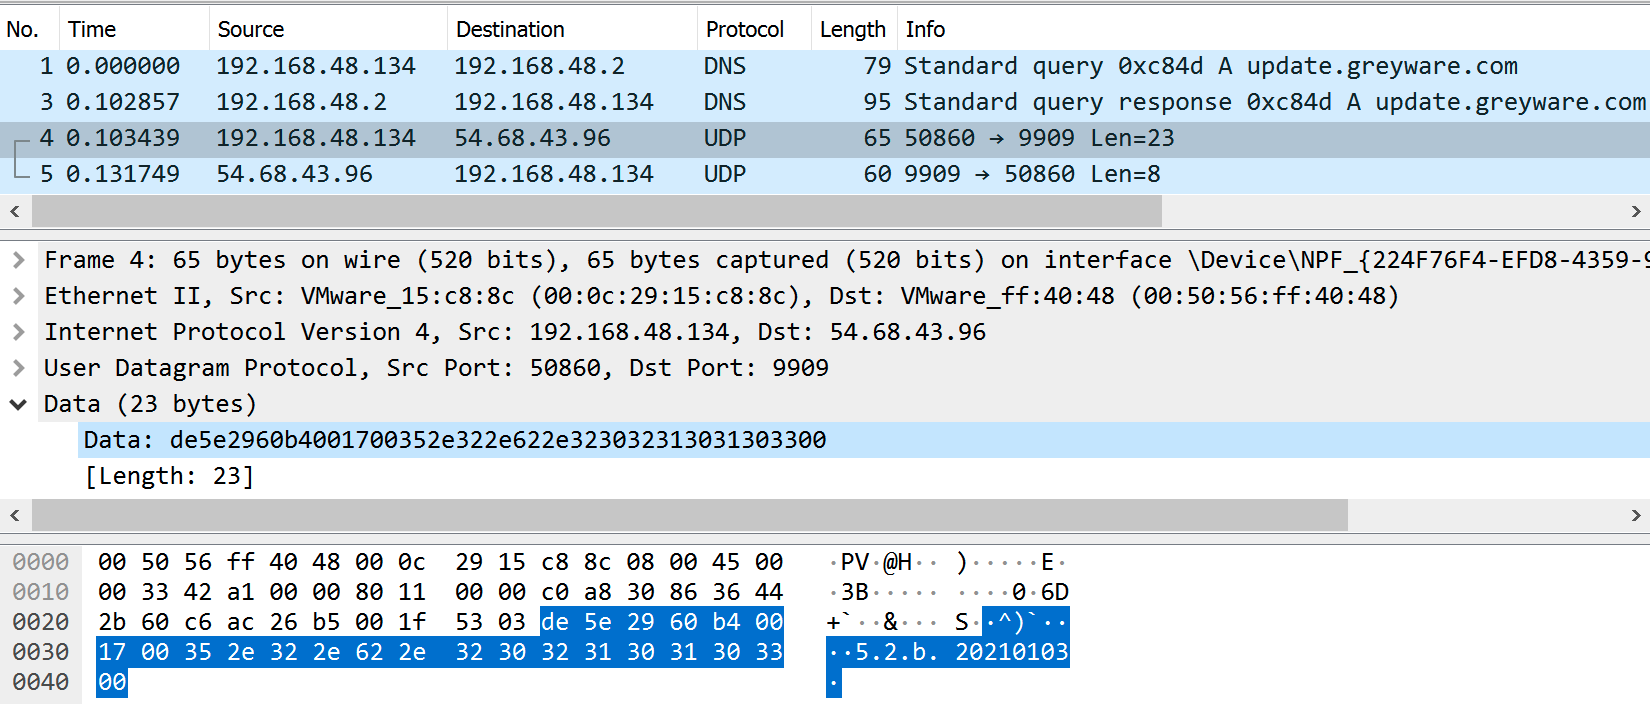 No. Time Source Destination Protocol Length Info
1 0.000000 192.168.48.134 192.168.48.2 DNS 79 Standard query 0xc84d A update.greyware.com
3 0.102857 192.168.48.2 192.168.48.134 DNS 95 Standard query response 0xc84d A update.greyware.com
4 0.103439 192.168.48.134 54.68.43.96 UDP 65 50860 → 9909 Len=23
5 0.131749 54.68.43.96 192.168.48.134 UDP 60 9909 → 50860 Len=8
Frame 4: 65 bytes on wire (520 bits), 65 bytes captured (520 bits) on interface \Device\NPF_{224F76F4-EFD8-4359-9
Ethernet II, Src: VMware_15:c8:8c (00:0c:29:15:c8:8c), Dst: VMware_ff:40:48 (00:50:56:ff:40:48)
Internet Protocol Version 4, Src: 192.168.48.134, Dst: 54.68.43.96
User Datagram Protocol, Src Port: 50860, Dst Port: 9909
Data (23 bytes)
Data: de5e2960b4001700352e322e622e323032313031303300
[Length: 23]
0000 00 50 56 ff 40 48 00 0c 29 15 c8 8c 08 00 45 00 ·PV·@H·· )·····E·
0010 00 33 42 a1 00 00 80 11 00 00 c0 a8 30 86 36 44 ·3B····· ····0·6D
0020 2b 60 c6 ac 26 b5 00 1f 53 03 de 5e 29 60 b4 00 +`··&··· S··^)`··
0030 17 00 35 2e 32 2e 62 2e 32 30 32 31 30 31 30 33 ··5.2.b. 20210103
0040 00 ·